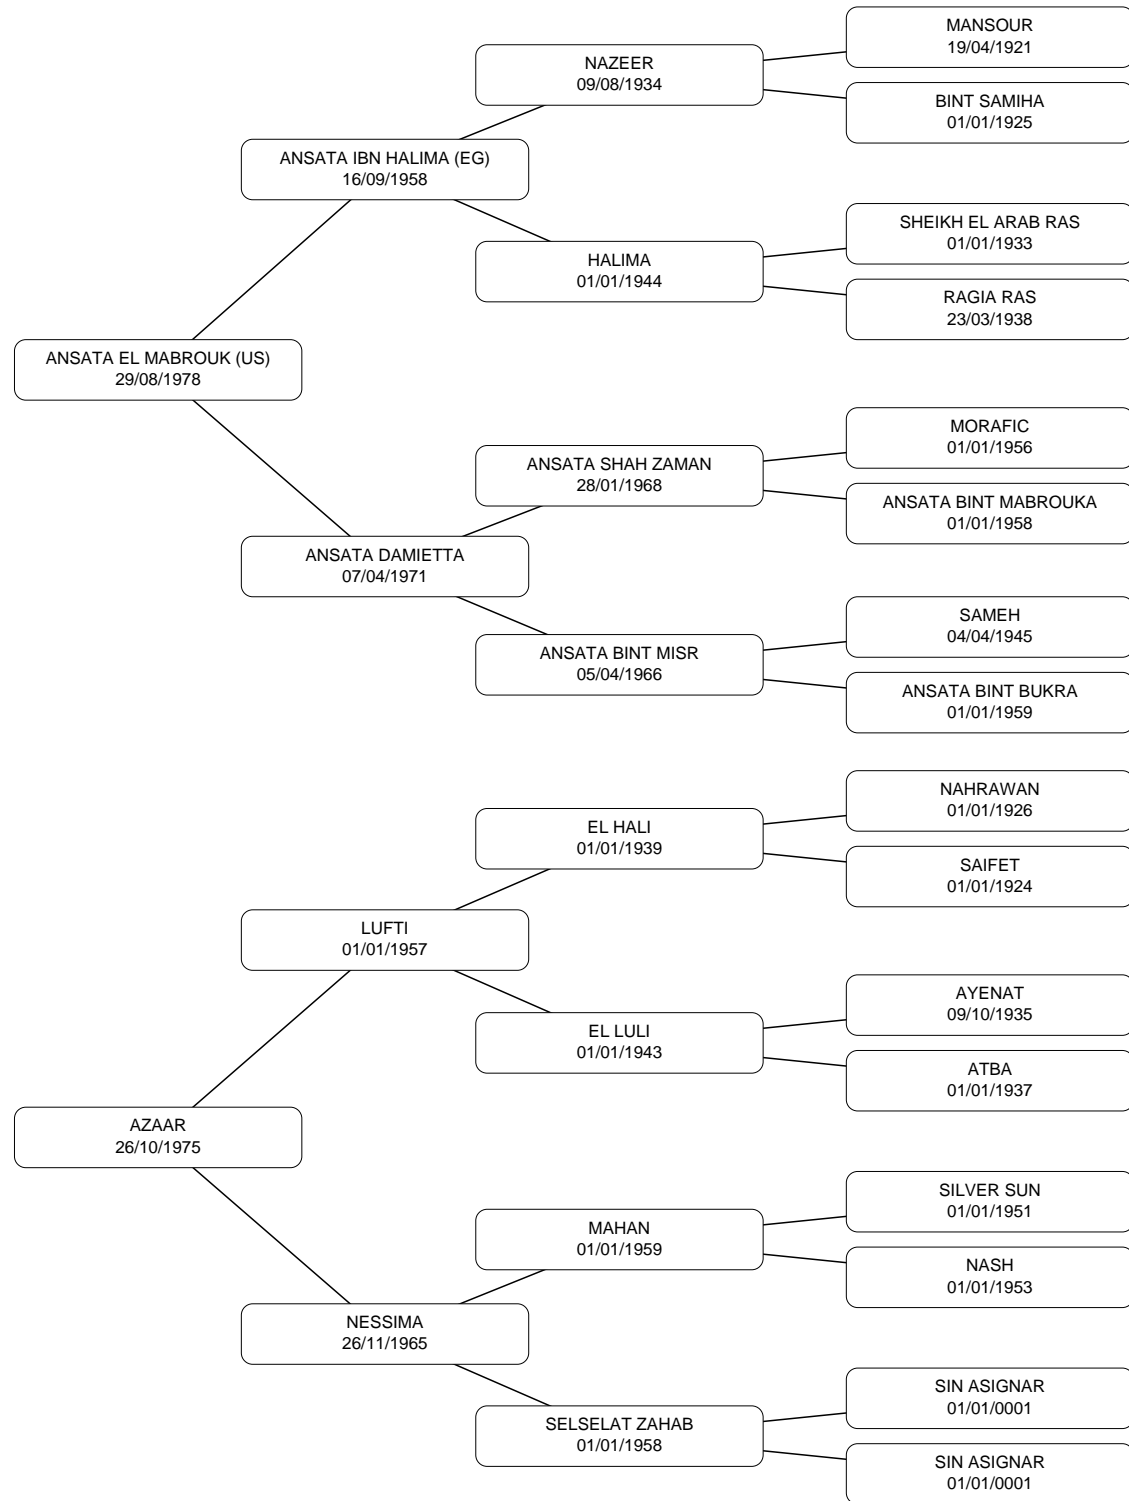 MANSOUR
19/04/1921
NAZEER
09/08/1934
BINT SAMIHA
01/01/1925
ANSATA IBN HALIMA (EG)
16/09/1958
SHEIKH EL ARAB RAS
01/01/1933
HALIMA
01/01/1944
RAGIA RAS
23/03/1938
ANSATA EL MABROUK (US)
29/08/1978
MORAFIC
01/01/1956
ANSATA SHAH ZAMAN
28/01/1968
ANSATA BINT MABROUKA
01/01/1958
ANSATA DAMIETTA
07/04/1971
SAMEH
04/04/1945
ANSATA BINT MISR
05/04/1966
ANSATA BINT BUKRA
01/01/1959
NAHRAWAN
01/01/1926
EL HALI
01/01/1939
SAIFET
01/01/1924
LUFTI
01/01/1957
AYENAT
09/10/1935
EL LULI
01/01/1943
ATBA
01/01/1937
AZAAR
26/10/1975
SILVER SUN
01/01/1951
MAHAN
01/01/1959
NASH
01/01/1953
NESSIMA
26/11/1965
SIN ASIGNAR
01/01/0001
SELSELAT ZAHAB
01/01/1958
SIN ASIGNAR
01/01/0001